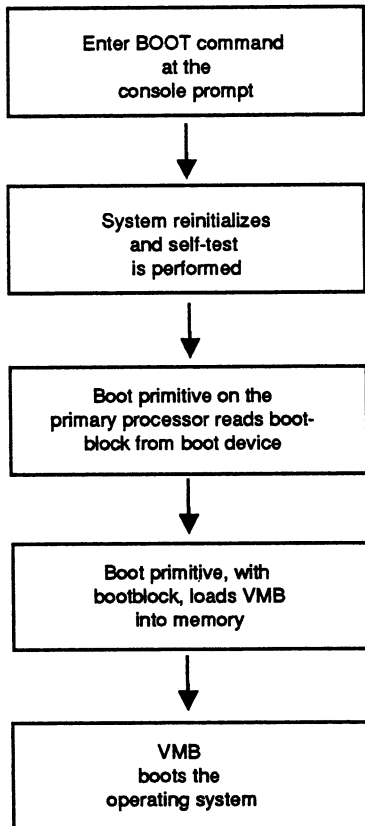 Enter BOOT command
at the
console prompt
System reinitializes
and self-test
is performed
Boot primitive on the
primary processor reads boot-
block from boot device
Boot primitive, with
bootblock, loads VMB
into memory
VMB
boots the
operating system